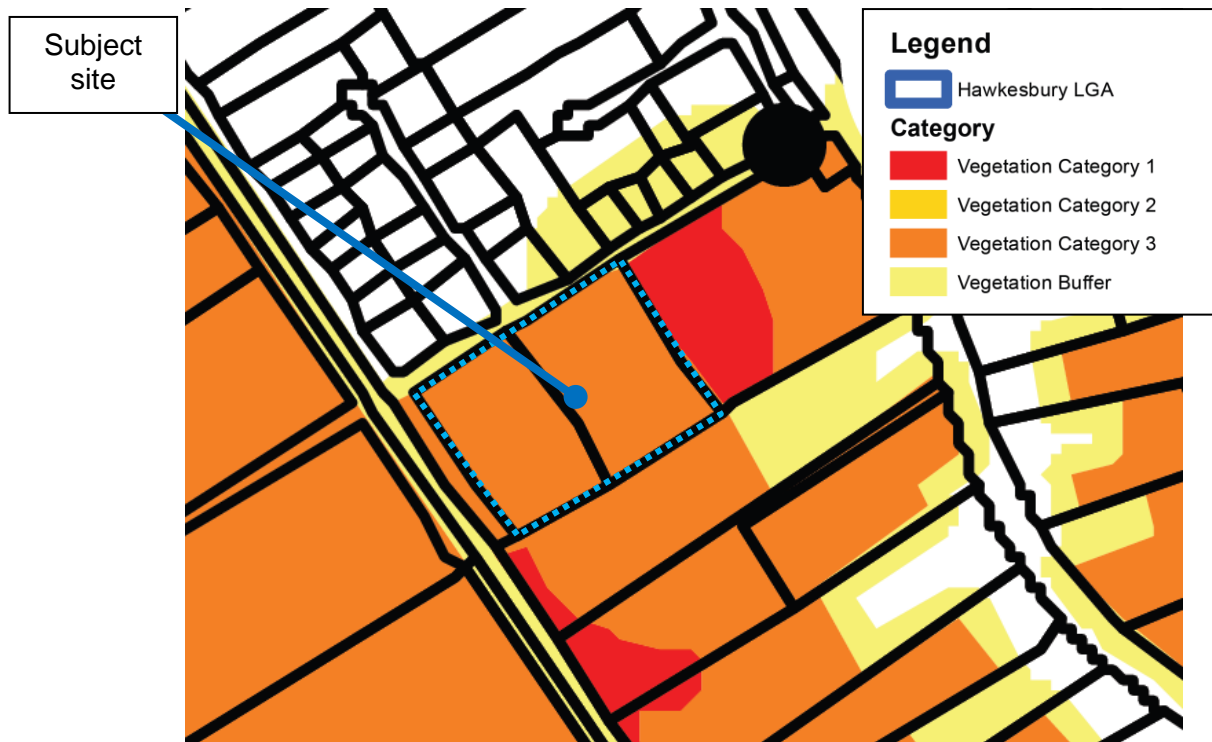 Subject
site
Legend
Hawkesbury LGA
Category
Vegetation Category 1
Vegetation Category 2
Vegetation Category 3
Vegetation Buffer